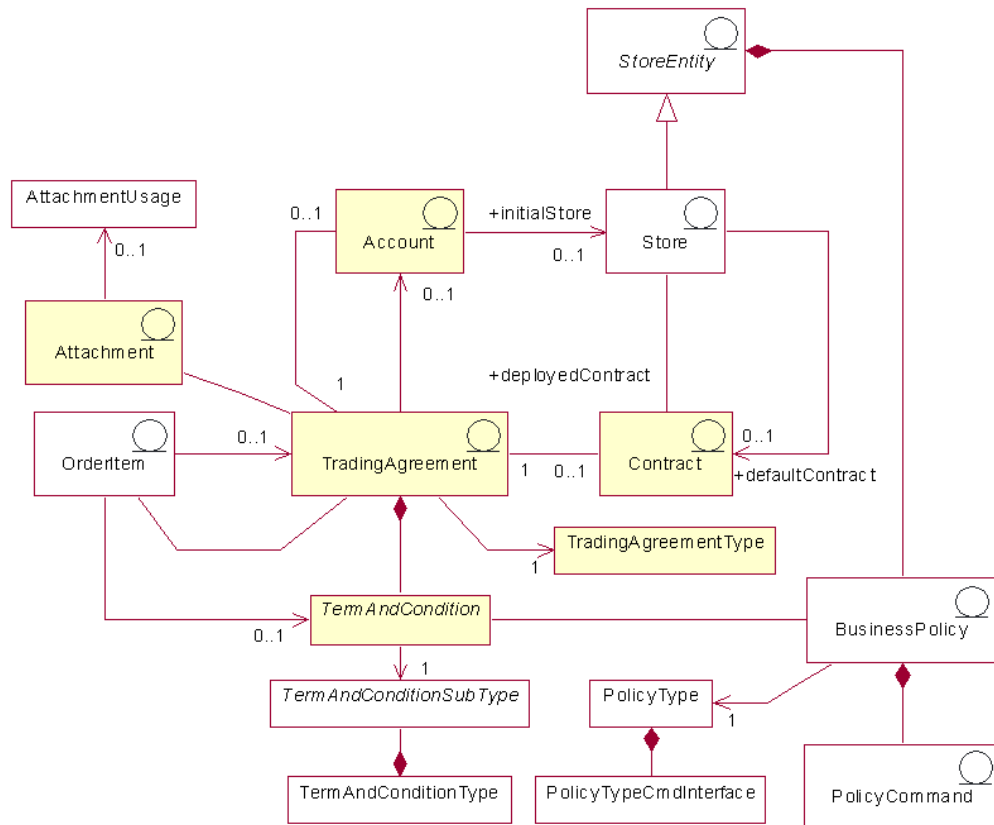 StoreEntity
AttachmentUsage
0..1
0..1
Account
+initialStore
0..1
Store
0..1
Attachment
1
+deployedContract
OrderItem
0..1
TradingAgreement
1
0..1
Contract
0..1
+defaultContract
TradingAgreementType
1
TermAndCondition
0..1
BusinessPolicy
1
TermAndConditionSubType
PolicyType
1
TermAndConditionType
PolicyTypeCmdInterface
PolicyCommand